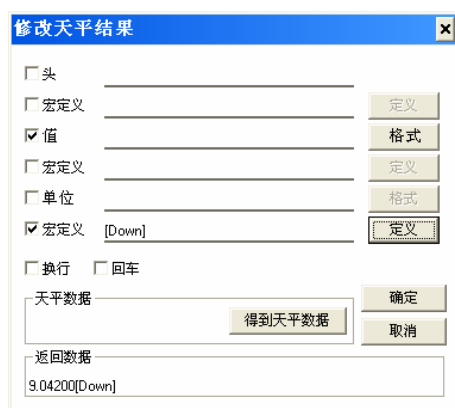 修改天平结果
头
宏定义 定义
值 格式
宏定义 定义
单位 格式
宏定义 [Down] 定义
换行 回车
天平数据 确定
得到天平数据
取消
返回数据
9.04200[Down]